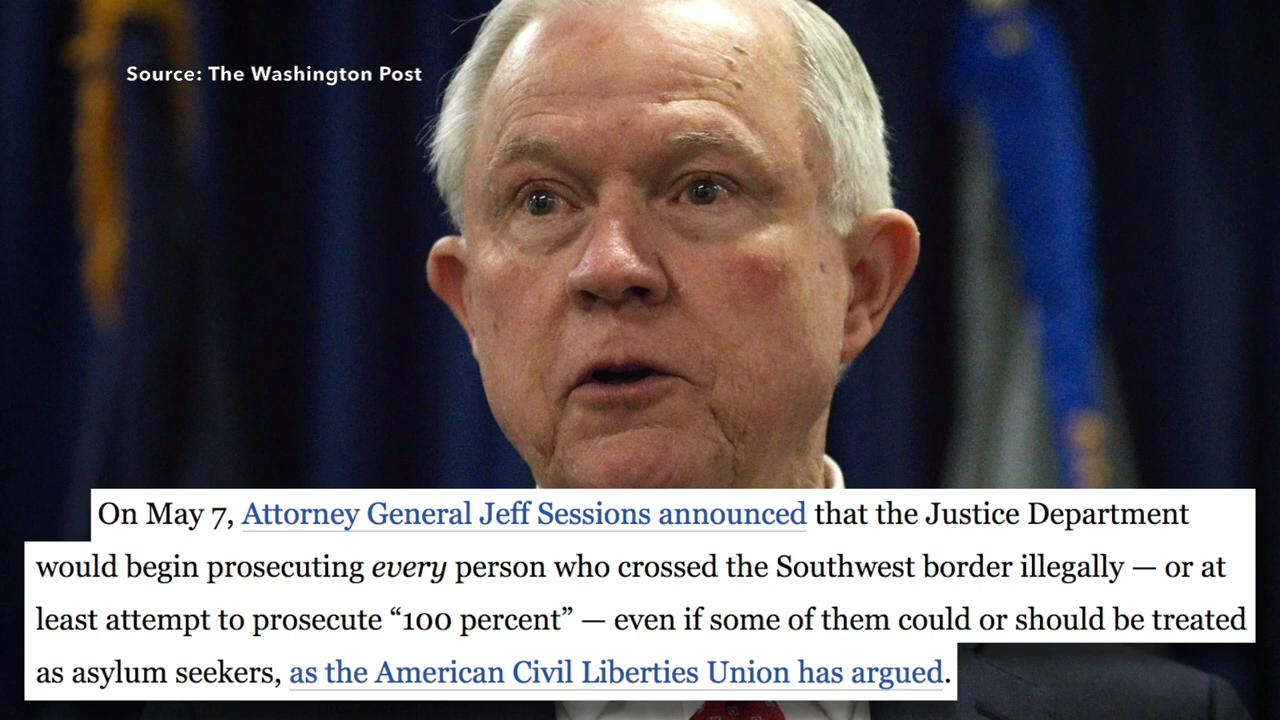 Source: The Washington Post
On May 7, Attorney General Jeff Sessions announced that the Justice Department
would begin prosecuting every person who crossed the Southwest border illegally — or at
least attempt to prosecute “100 percent” — even if some of them could or should be treated
as asylum seekers, as the American Civil Liberties Union has argued.